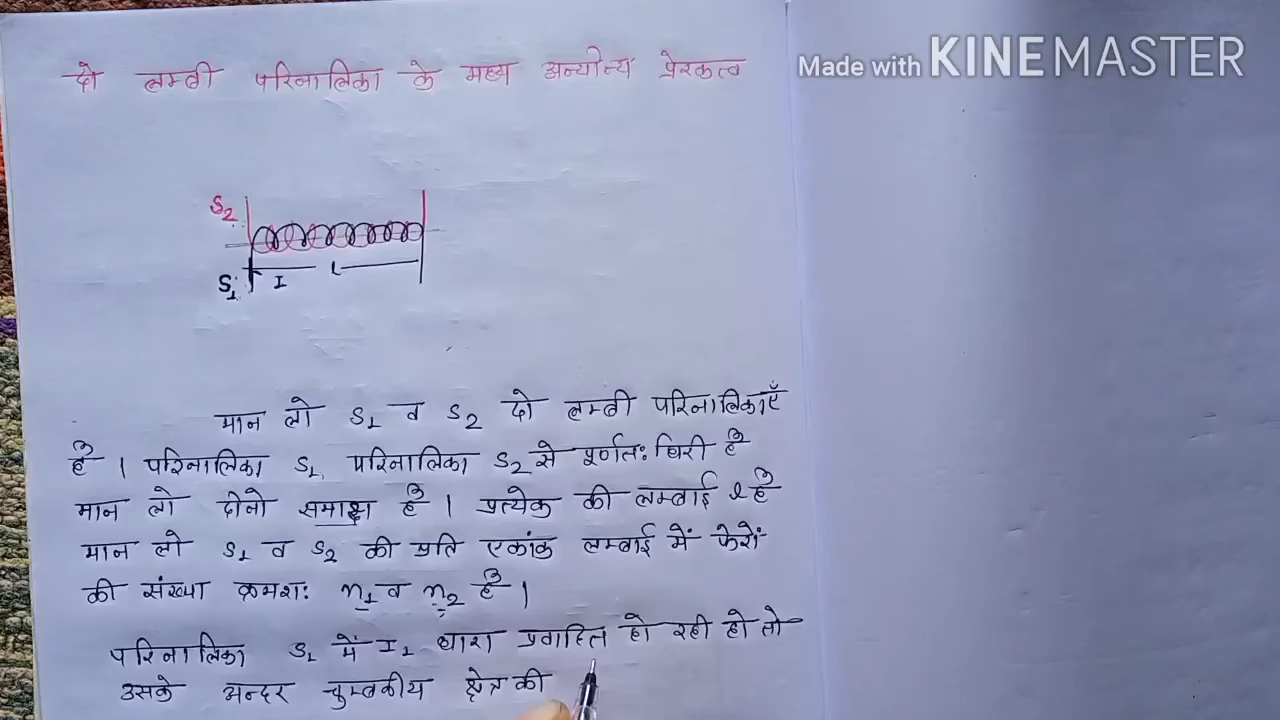 दो लम्बी परिनालिका के मध्य अन्योन्य प्रेरकत्व
Made with KINEMASTER
S₂
S₁ I l
मान लो S₁ व S₂ दो लम्बी परिनालिकाएँ
है । परिनालिका S₁ परिनालिका S₂ से पूर्णतः घिरी है
मान लो दोनो समाक्ष है । प्रत्येक की लम्बाई l है
मान लो S₁ व S₂ की प्रति एकांक लम्बाई में फेरों
की संख्या क्रमशः n₁ व n₂ है ।
परिनालिका S₁ में I₁ धारा प्रवाहित हो रही हो तो
उसके अन्दर चुम्बकीय क्षेत्र की